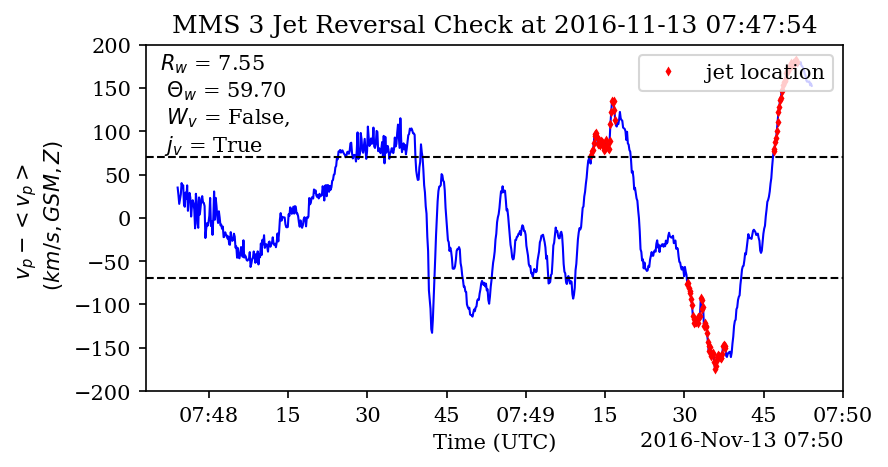 MMS 3 Jet Reversal Check at 2016-11-13 07:47:54
R_w = 7.55
Θ_w = 59.70
W_v = False,
j_v = True
jet location
v_p − < v_p >
(km/s, GSM, Z)
200
150
100
50
0
−50
−100
−150
−200
07:48 15 30 45 07:49 15 30 45 07:50
Time (UTC)
2016-Nov-13 07:50